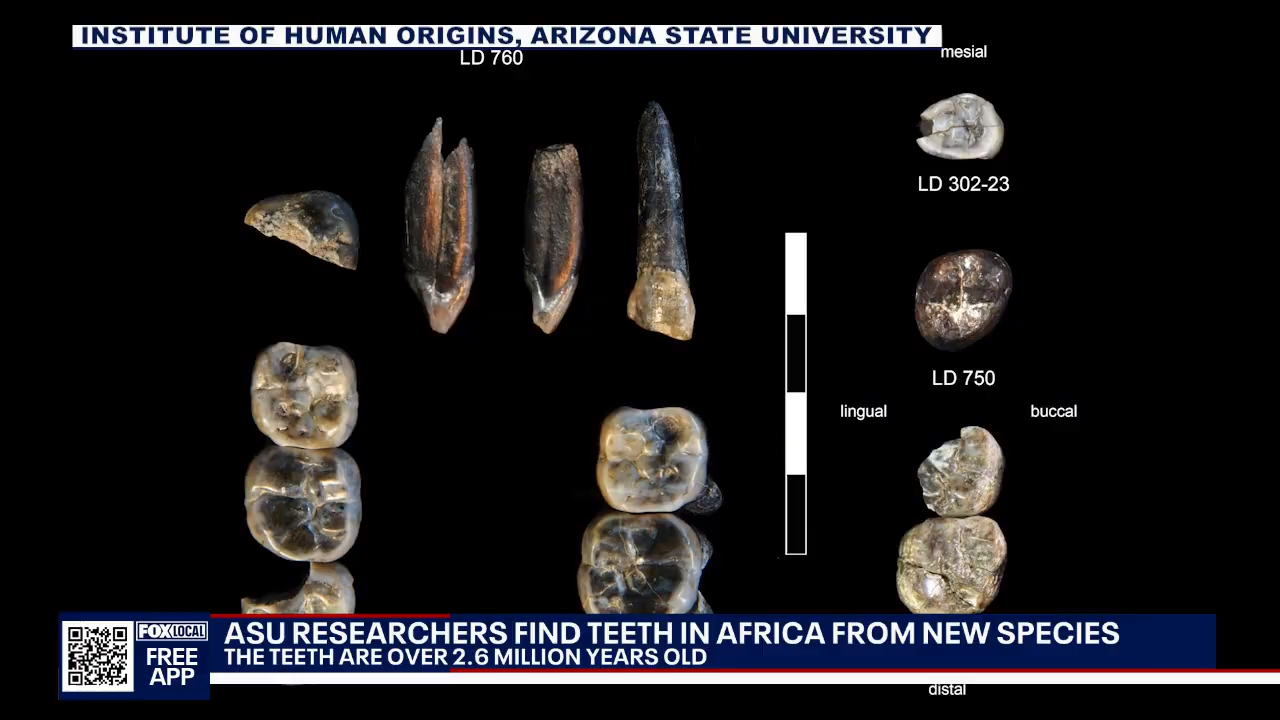 INSTITUTE OF HUMAN ORIGINS, ARIZONA STATE UNIVERSITY
LD 760
mesial
LD 302-23
LD 750
lingual
buccal
FOX LOCAL
FREE
APP
ASU RESEARCHERS FIND TEETH IN AFRICA FROM NEW SPECIES
THE TEETH ARE OVER 2.6 MILLION YEARS OLD
distal